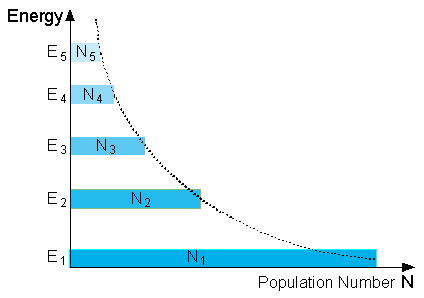 Energy
E5 N5
E4 N4
E3 N3
E2 N2
E1 N1
Population Number N